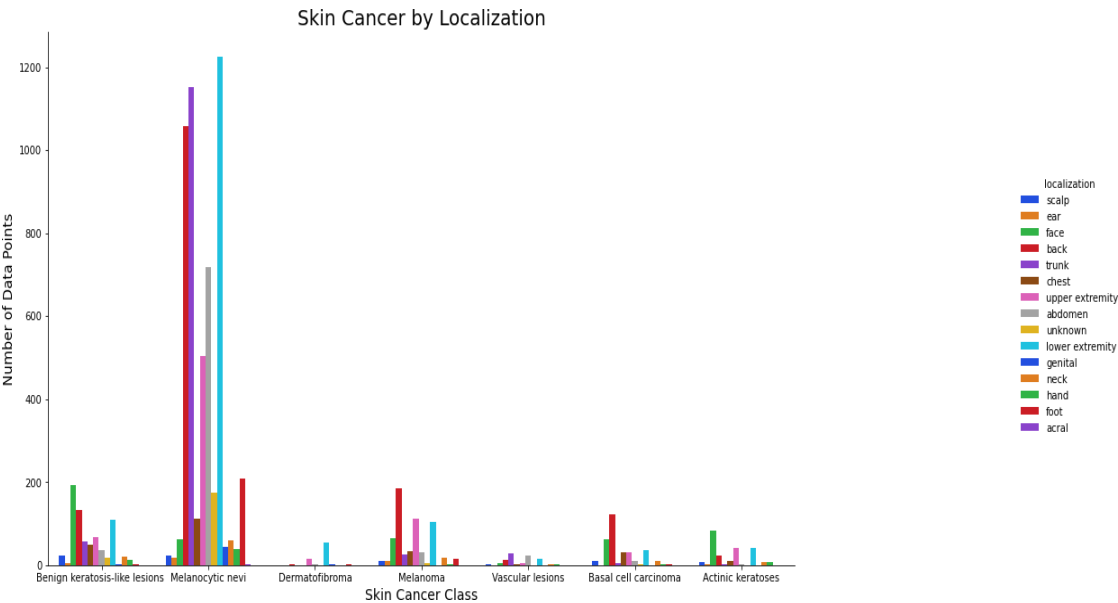 Skin Cancer by Localization
Number of Data Points
1200
1000
800
600
400
200
0
Benign keratosis-like lesions Melanocytic nevi Dermatofibroma Melanoma Vascular lesions Basal cell carcinoma Actinic keratoses
Skin Cancer Class
localization
scalp
ear
face
back
trunk
chest
upper extremity
abdomen
unknown
lower extremity
genital
neck
hand
foot
acral